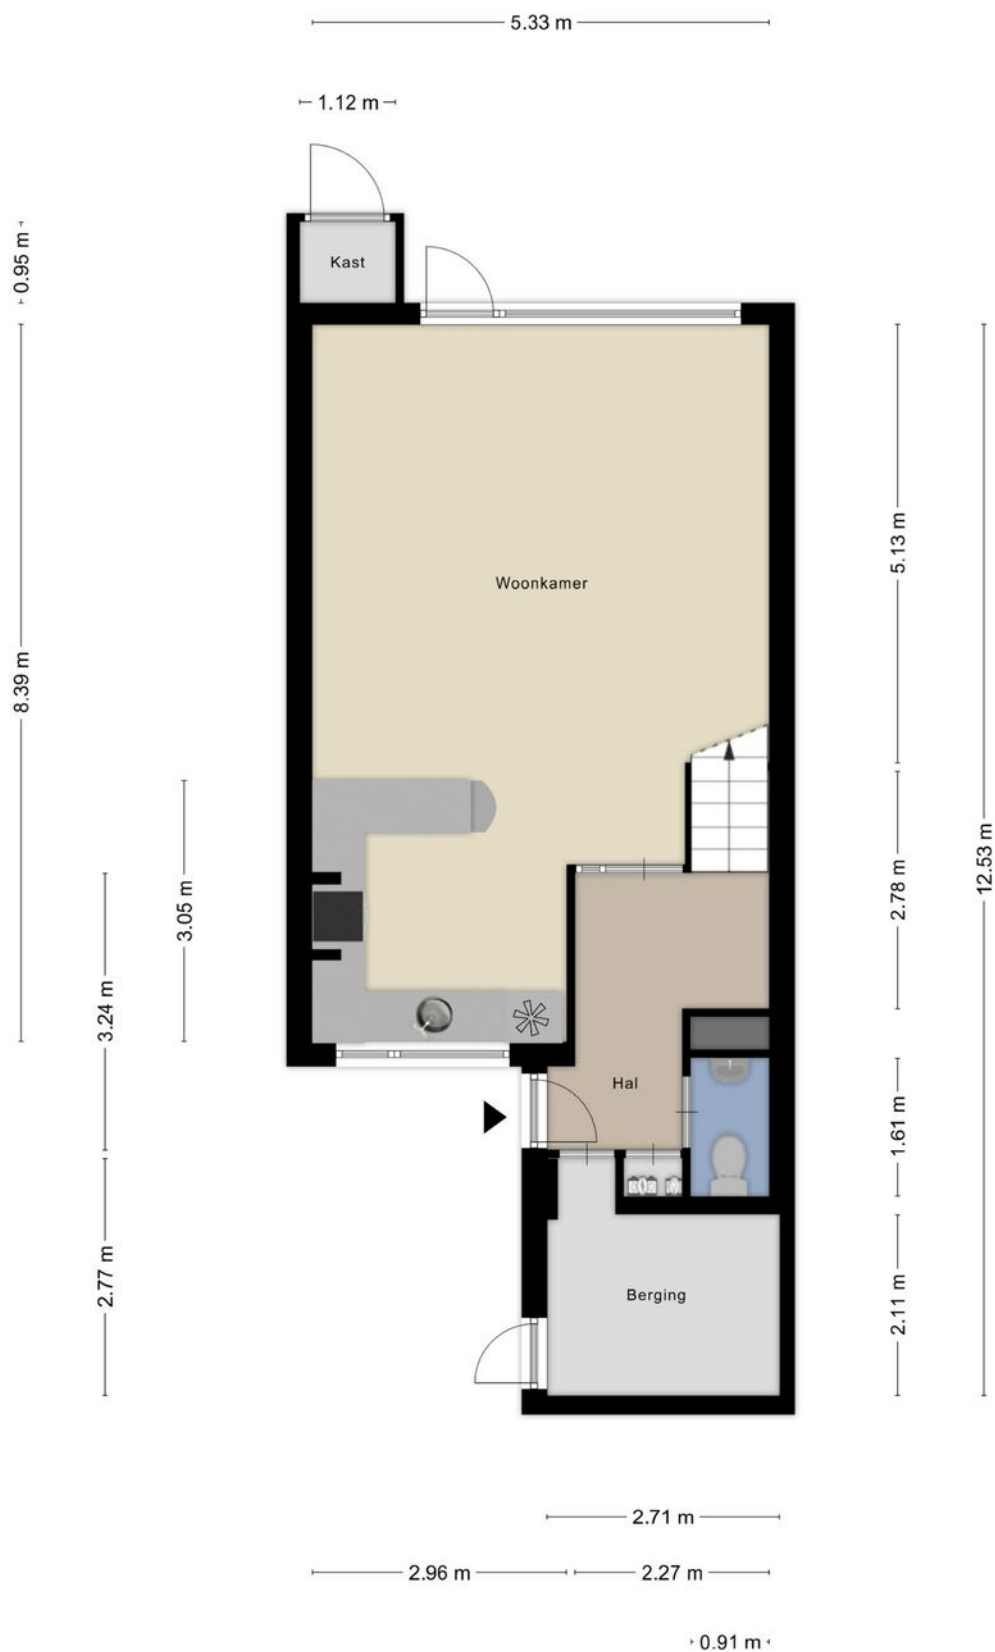 5.33 m
1.12 m
0.95 m
Kast
5.13 m
Woonkamer
8.39 m
12.53 m
2.78 m
3.05 m
3.24 m
Hal
1.61 m
2.77 m
Berging
2.11 m
2.71 m
2.96 m
2.27 m
0.91 m